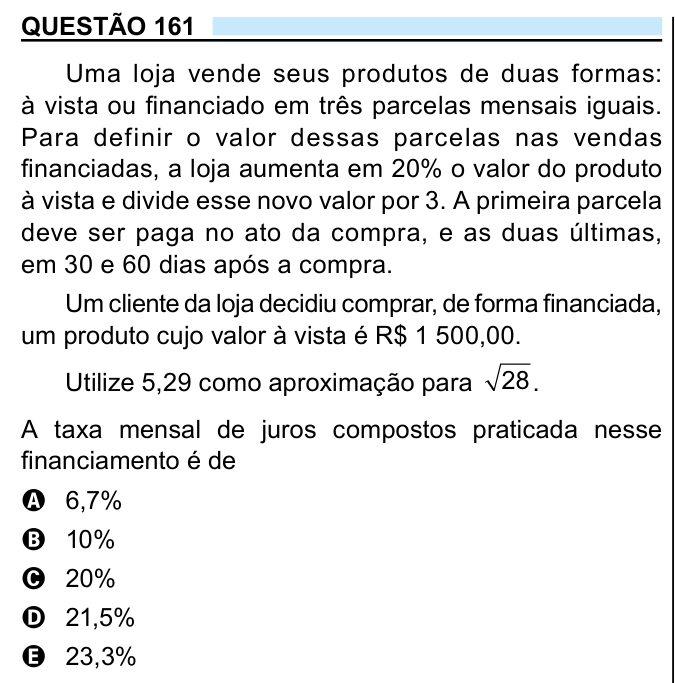 QUESTÃO 161
Uma loja vende seus produtos de duas formas:
à vista ou financiado em três parcelas mensais iguais.
Para definir o valor dessas parcelas nas vendas
financiadas, a loja aumenta em 20% o valor do produto
à vista e divide esse novo valor por 3. A primeira parcela
deve ser paga no ato da compra, e as duas últimas,
em 30 e 60 dias após a compra.
Um cliente da loja decidiu comprar, de forma financiada,
um produto cujo valor à vista é R$ 1 500,00.
Utilize 5,29 como aproximação para √28.
A taxa mensal de juros compostos praticada nesse
financiamento é de
A 6,7%
B 10%
C 20%
D 21,5%
E 23,3%